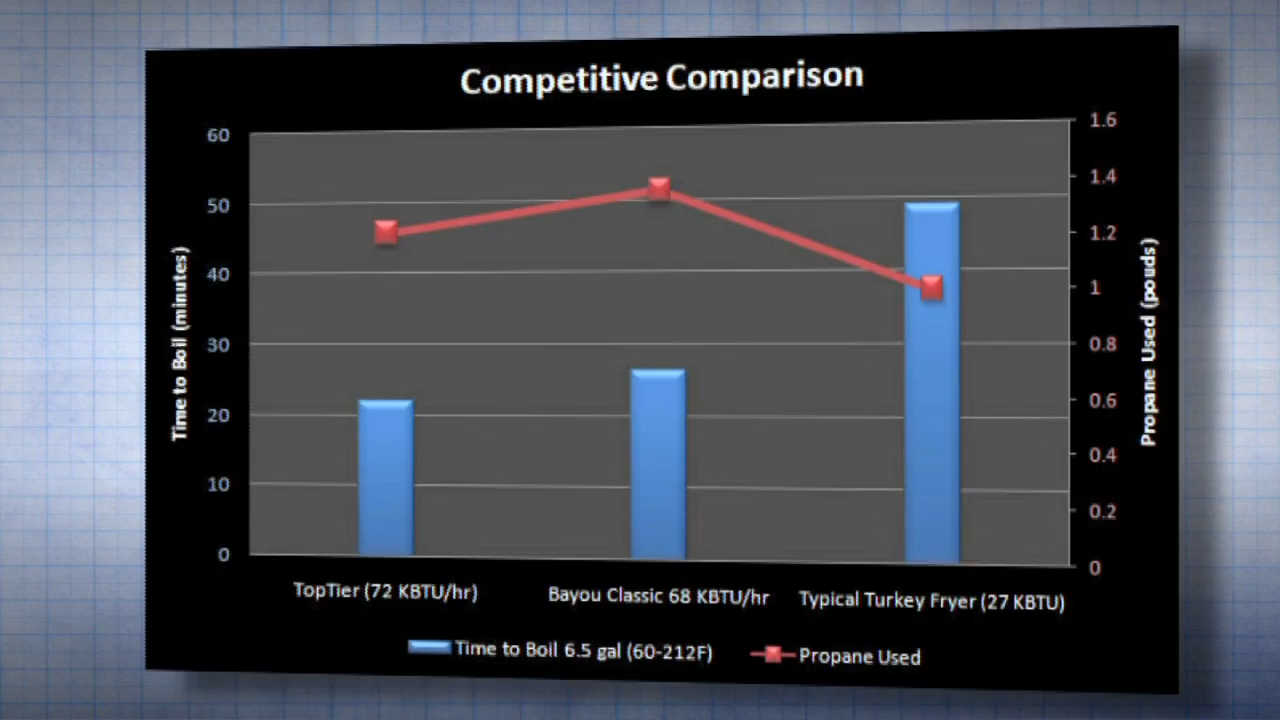 Competitive Comparison
60
50
40
30
20
10
0
Time to Boil (minutes)
1.6
1.4
1.2
1
0.8
0.6
0.4
0.2
0
Propane Used (pouds)
TopTier (72 KBTU/hr)
Bayou Classic 68 KBTU/hr
Typical Turkey Fryer (27 KBTU)
Time to Boil 6.5 gal (60-212F)
Propane Used